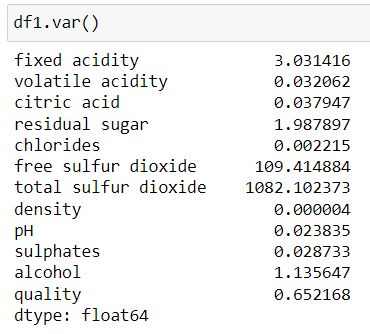 df1.var()
fixed acidity 3.031416
volatile acidity 0.032062
citric acid 0.037947
residual sugar 1.987897
chlorides 0.002215
free sulfur dioxide 109.414884
total sulfur dioxide 1082.102373
density 0.000004
pH 0.023835
sulphates 0.028733
alcohol 1.135647
quality 0.652168
dtype: float64